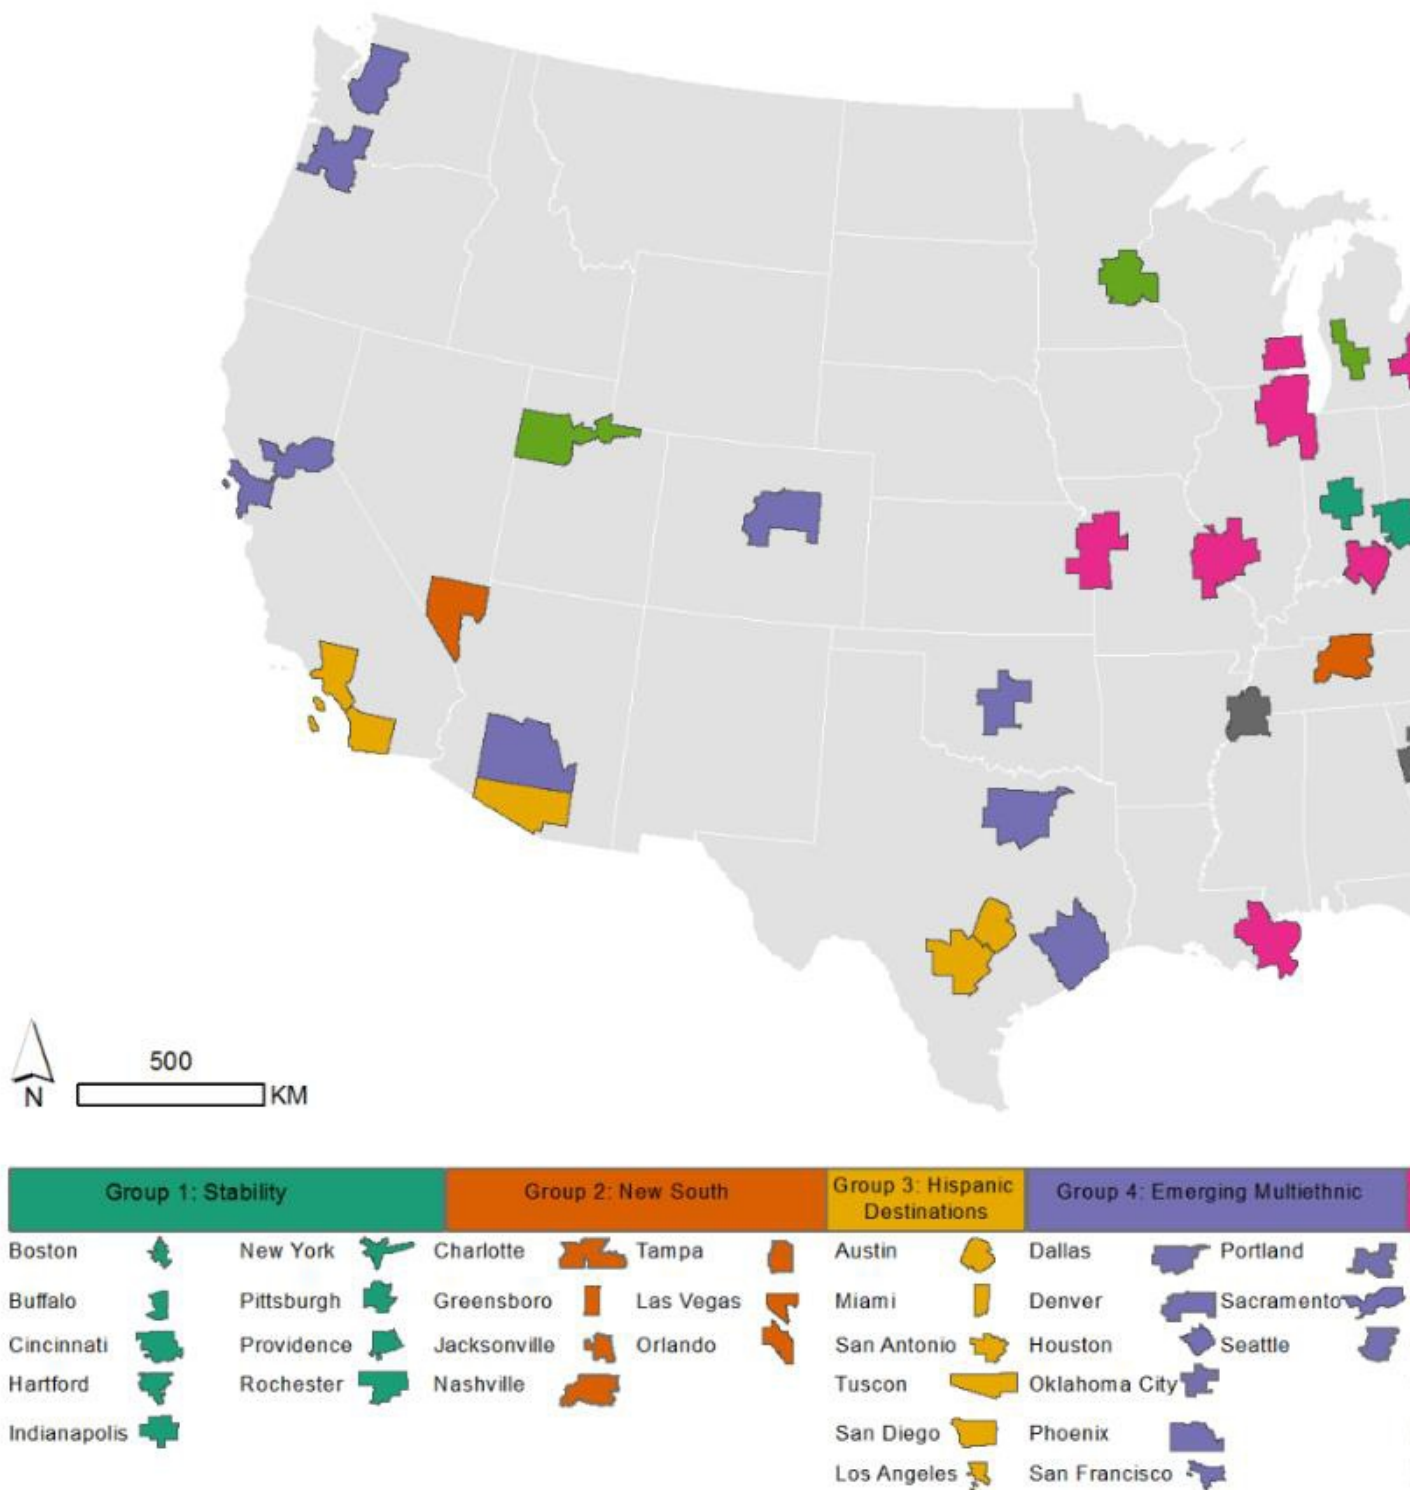 500
N
KM
Group 1: Stability
Group 2: New South
Group 3: Hispanic
Destinations
Group 4: Emerging Multiethnic
Boston New York Charlotte Tampa Austin Dallas Portland
Buffalo Pittsburgh Greensboro Las Vegas Miami Denver Sacramento
Cincinnati Providence Jacksonville Orlando San Antonio Houston Seattle
Hartford Rochester Nashville Tuscon Oklahoma City
Indianapolis San Diego Phoenix
Los Angeles San Francisco